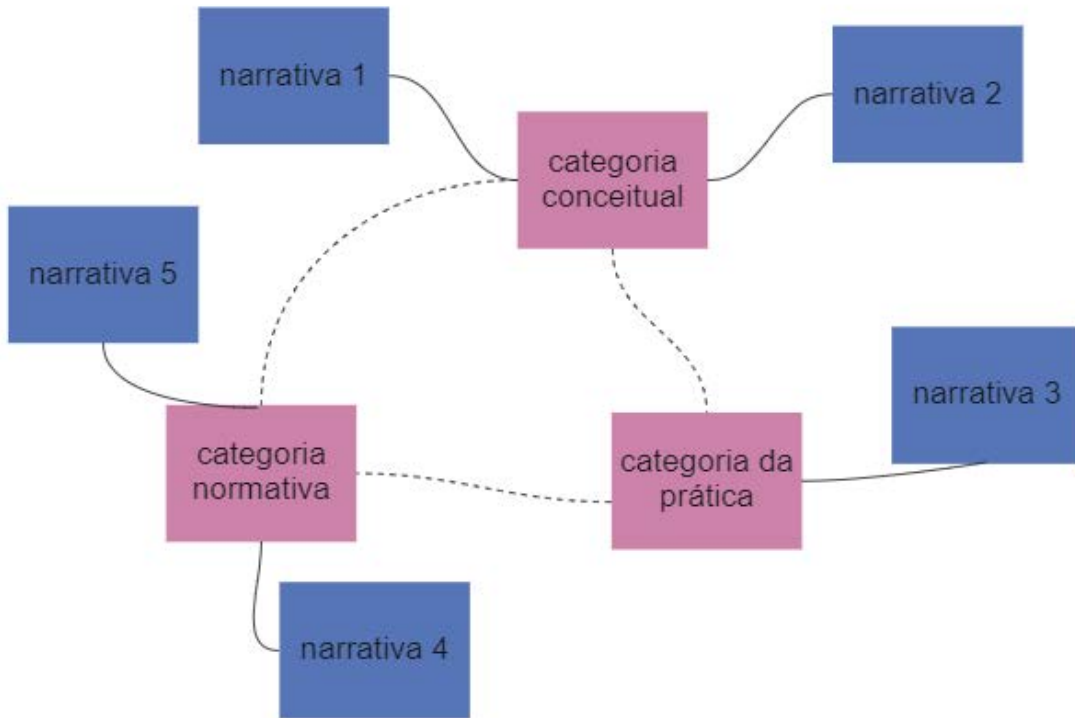 narrativa 1
narrativa 2
categoria
conceitual
narrativa 5
narrativa 3
categoria
normativa
categoria da
prática
narrativa 4